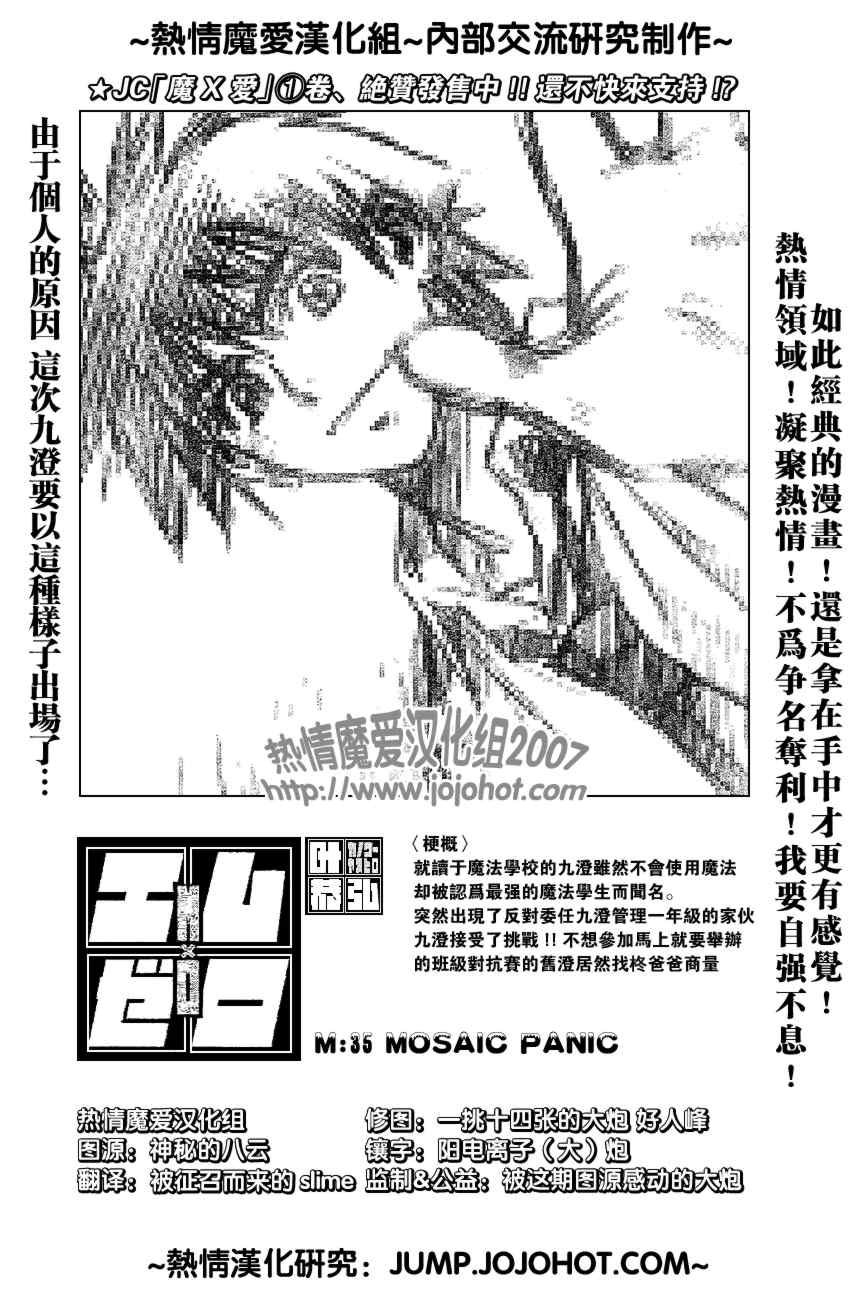 ~熱情魔愛漢化組~內部交流研究制作~
★JC「魔 X 愛」①卷、絶贊發售中 !! 還不快來支持 !?
如此經典的漫畫！還是拿在手中才更有感覺！
熱情領域！凝聚熱情！不爲争名奪利！我要自强不息！
由于個人的原因 這次九澄要以這種樣子出場了…
热情魔爱汉化组2007
http://www.jojohot.com
エム
ゼロ
叶
恭
SU
〈梗概〉
就讀于魔法學校的九澄雖然不會使用魔法
却被認爲最强的魔法學生而聞名。
突然出現了反對委任九澄管理一年級的家伙
九澄接受了挑戰 !! 不想參加馬上就要舉辦
的班級對抗賽的舊澄居然找柊爸爸商量
M:35 MOSAIC PANIC
热情魔爱汉化组
修图：一挑十四张的大炮 好人峰
图源：神秘的八云
镶字：阳电离子（大）炮
翻译：被征召而来的 slime
监制&公益：被这期图源感动的大炮
~熱情漢化研究：JUMP.JOJOHOT.COM~